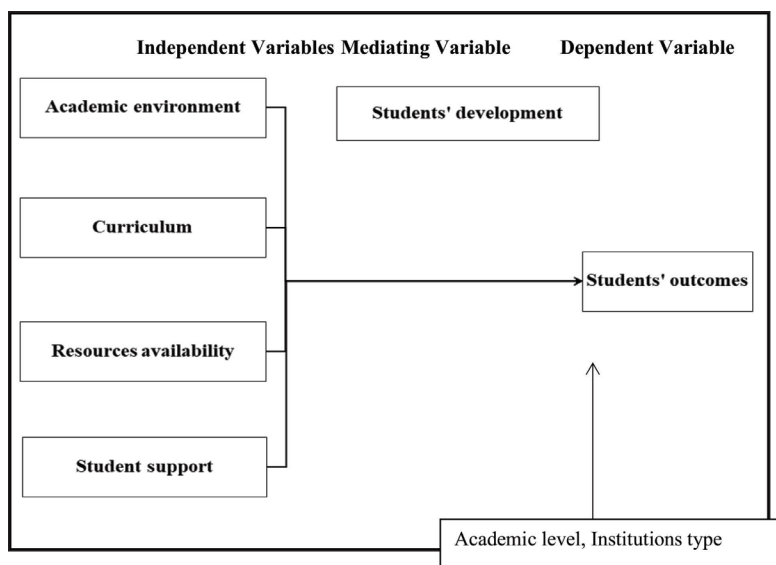 Independent Variables Mediating Variable Dependent Variable
Academic environment
Students' development
Curriculum
Students' outcomes
Resources availability
Student support
Academic level, Institutions type